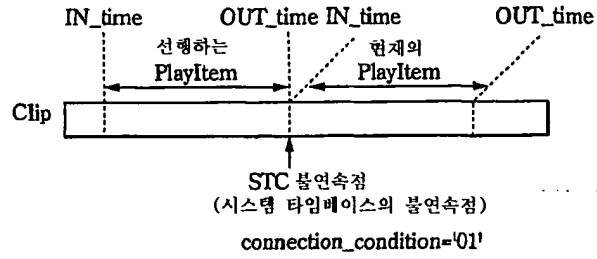 IN_time OUT_time IN_time OUT_time
선행하는 현재의
PlayItem PlayItem
Clip
STC 불연속점
(시스템 타임베이스의 불연속점)
connection_condition='01'